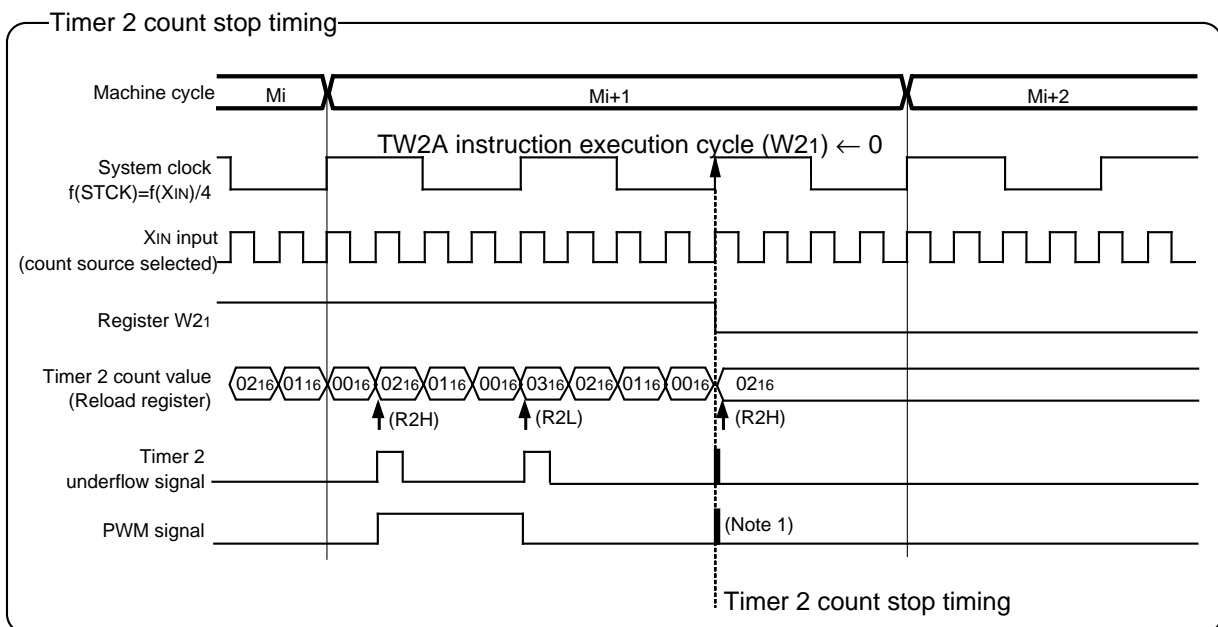 Timer 2 count stop timing
Machine cycle Mi Mi+1 Mi+2
TW2A instruction execution cycle (W21) ← 0
System clock
f(STCK)=f(XIN)/4
XIN input
(count source selected)
Register W21
Timer 2 count value
(Reload register)
0216 0116 0016 0216 0116 0016 0316 0216 0116 0016 0216
(R2H) (R2L) (R2H)
Timer 2
underflow signal
PWM signal (Note 1)
Timer 2 count stop timing